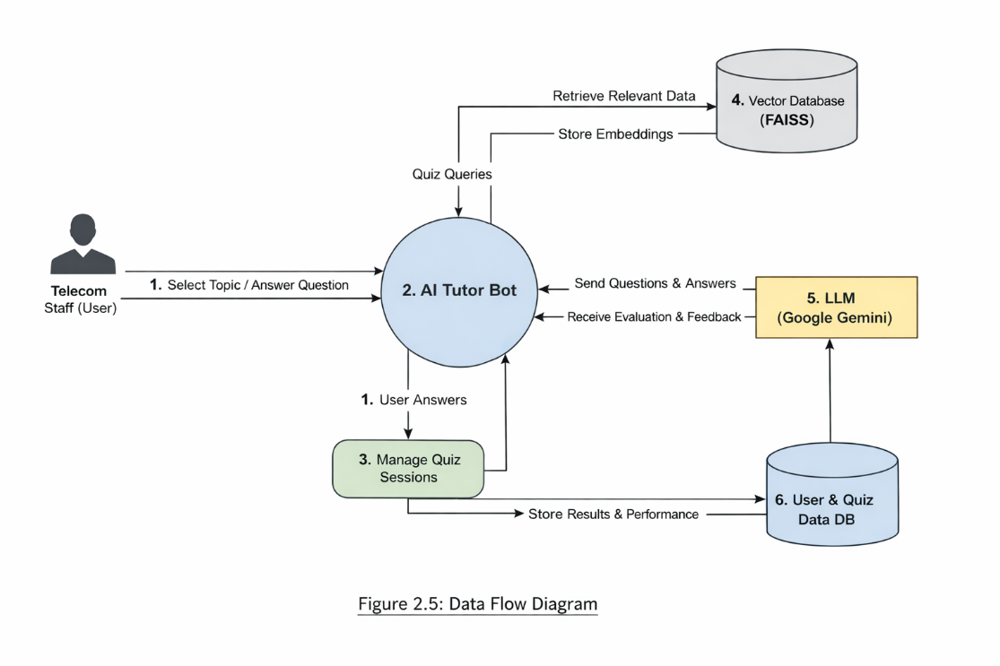 Retrieve Relevant Data
4. Vector Database
(FAISS)
Store Embeddings
Quiz Queries
Telecom
Staff (User)
1. Select Topic / Answer Question
2. AI Tutor Bot
Send Questions & Answers
Receive Evaluation & Feedback
5. LLM
(Google Gemini)
1. User Answers
3. Manage Quiz
Sessions
6. User & Quiz
Data DB
Store Results & Performance
Figure 2.5: Data Flow Diagram